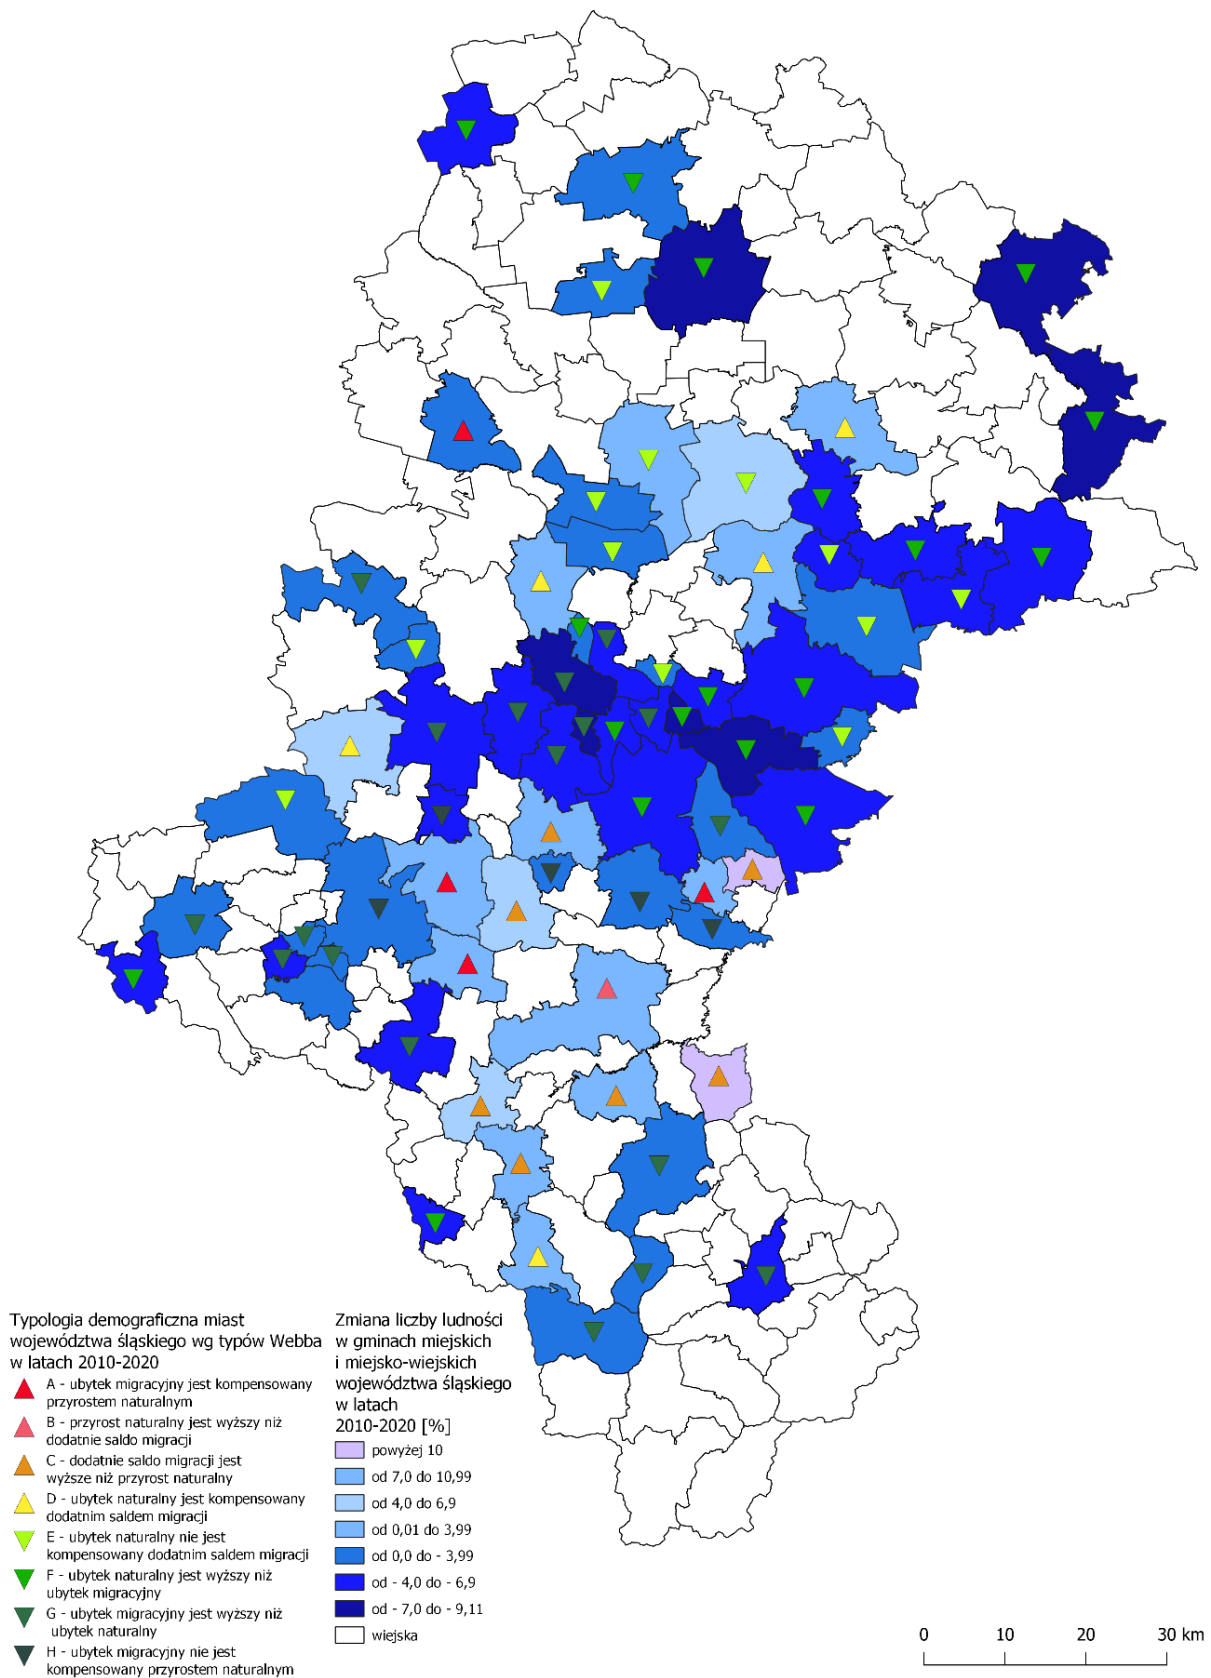 Typologia demograficzna miast
województwa śląskiego wg typów Webba
w latach 2010-2020
A - ubytek migracyjny jest kompensowany
przyrostem naturalnym
B - przyrost naturalny jest wyższy niż
dodatnie saldo migracji
C - dodatnie saldo migracji jest
wyższe niż przyrost naturalny
D - ubytek naturalny jest kompensowany
dodatnim saldem migracji
E - ubytek naturalny nie jest
kompensowany dodatnim saldem migracji
F - ubytek naturalny jest wyższy niż
ubytek migracyjny
G - ubytek migracyjny jest wyższy niż
ubytek naturalny
H - ubytek migracyjny nie jest
kompensowany przyrostem naturalnym
Zmiana liczby ludności
w gminach miejskich
i miejsko-wiejskich
województwa śląskiego
w latach
2010-2020 [%]
powyżej 10
od 7,0 do 10,99
od 4,0 do 6,9
od 0,01 do 3,99
od 0,0 do - 3,99
od - 4,0 do - 6,9
od - 7,0 do - 9,11
wiejska
0 10 20 30 km